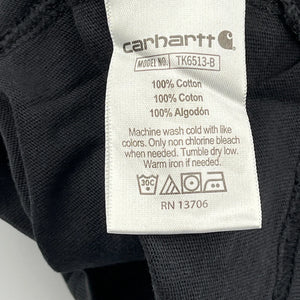 carhartt
MODEL NO. TK6513-B
100% Cotton
100% Coton
100% Algodón
Machine wash cold with like
colors. Only non chlorine bleach
when needed. Tumble dry low.
Warm iron if needed.
30C
RN 13706